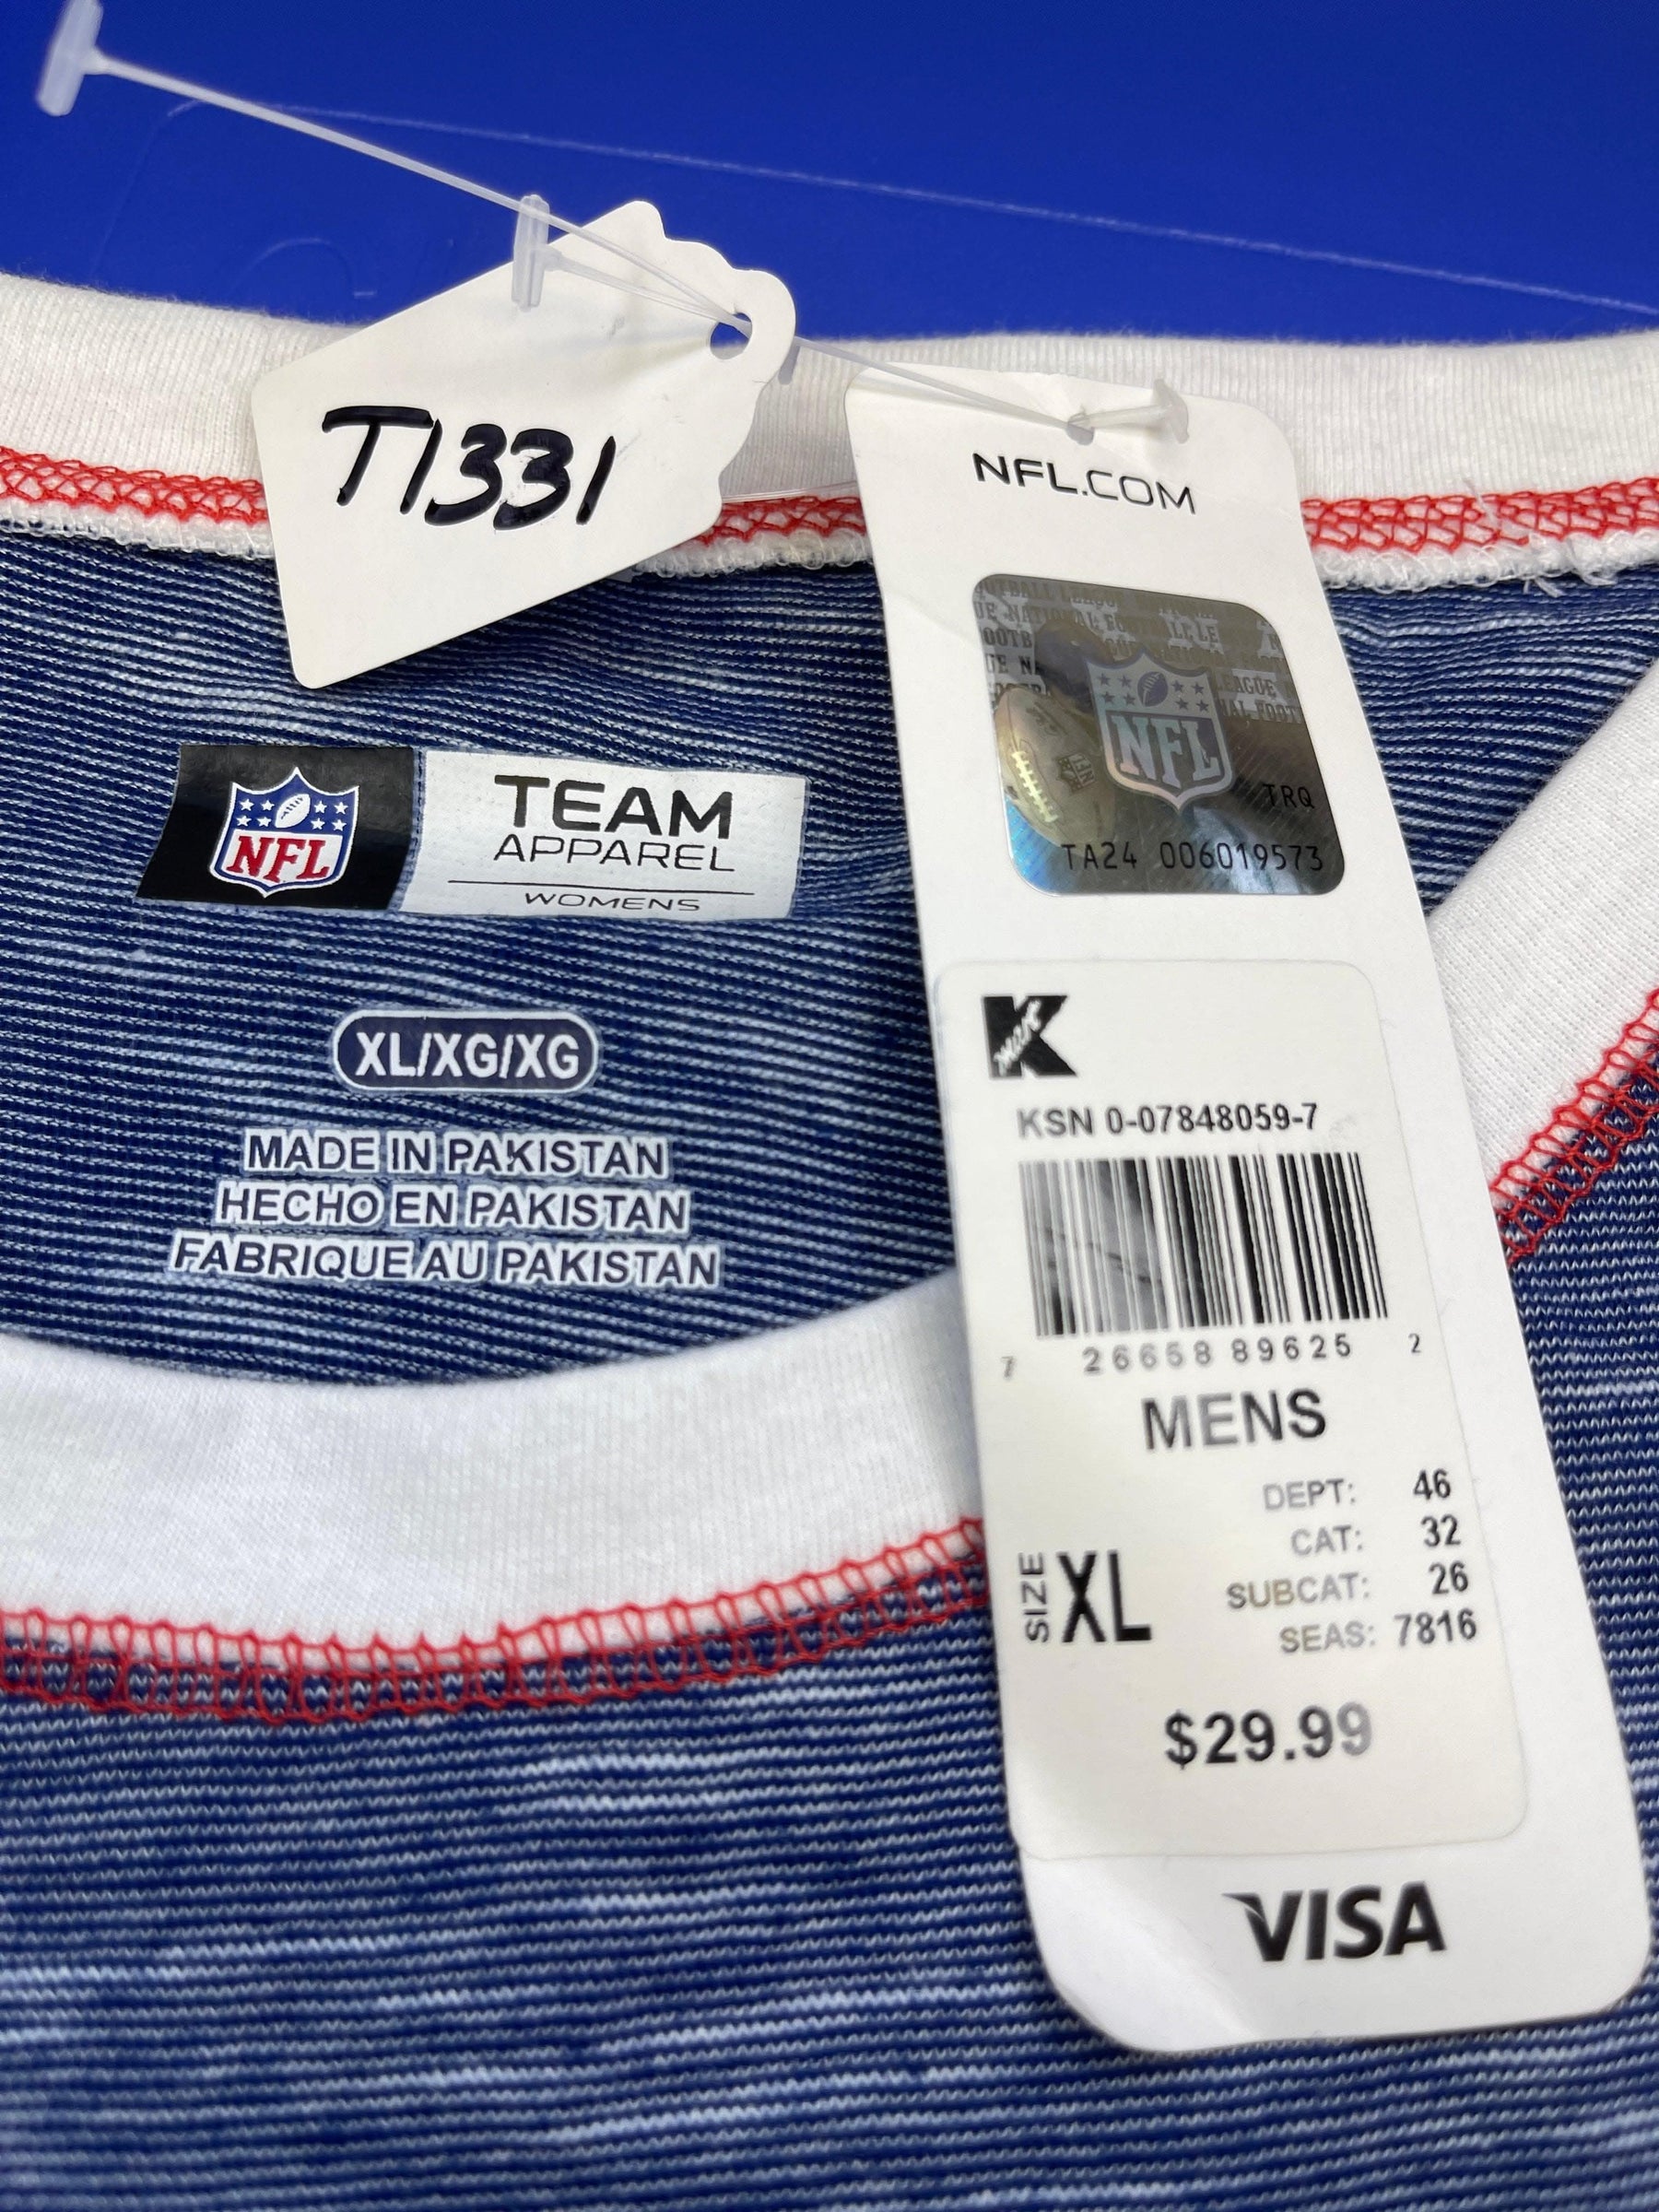 T1331
NFL.COM
NFL
TRQ
TA24 006019573
NFL
TEAM
APPAREL
WOMENS
XL/XG/XG
MADE IN PAKISTAN
HECHO EN PAKISTAN
FABRIQUE AU PAKISTAN
Kmart
KSN 0-07848059-7
7 26658 89625 2
MENS
DEPT: 46
CAT: 32
SUBCAT: 26
SEAS: 7816
SIZE XL
$29.99
VISA